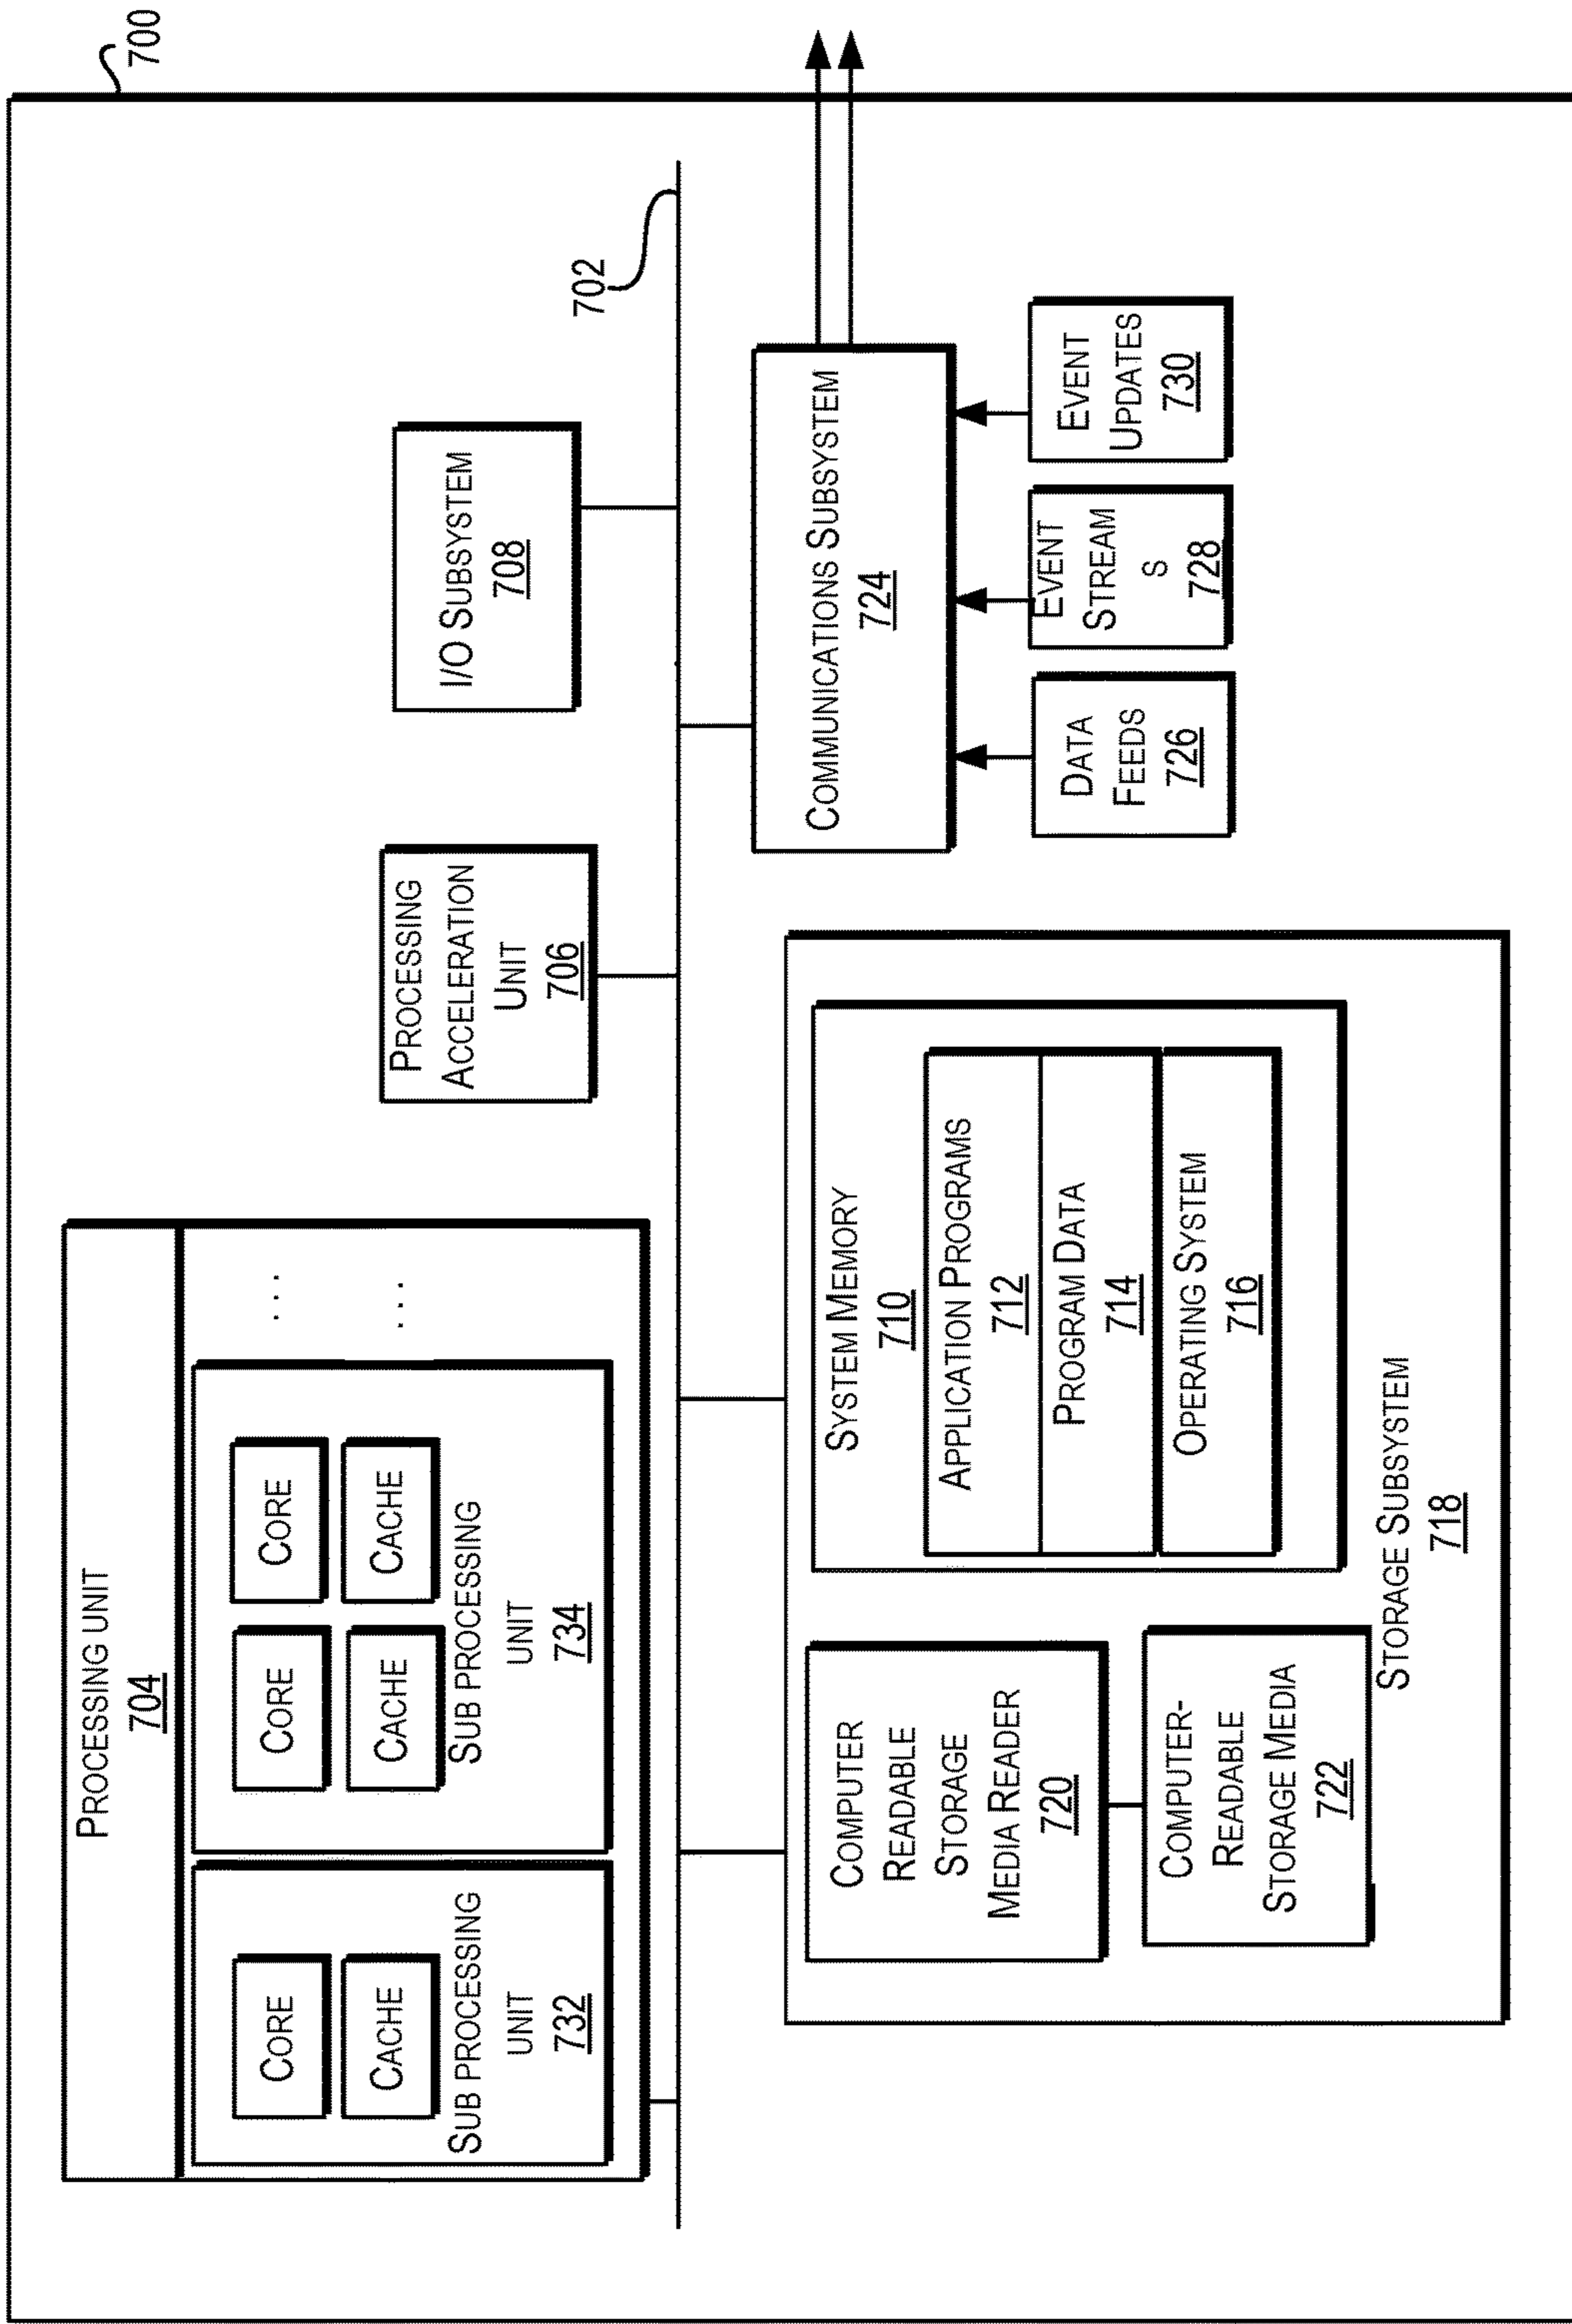 700
PROCESSING UNIT
704
CORE
CACHE
SUB PROCESSING
UNIT
732
CORE
CORE
CACHE
CACHE
SUB PROCESSING
UNIT
734
...
...
PROCESSING
ACCELERATION
UNIT
706
I/O SUBSYSTEM
708
702
COMPUTER
READABLE
STORAGE
MEDIA READER
720
COMPUTER-
READABLE
STORAGE MEDIA
722
SYSTEM MEMORY
710
APPLICATION PROGRAMS
712
PROGRAM DATA
714
OPERATING SYSTEM
716
STORAGE SUBSYSTEM
718
COMMUNICATIONS SUBSYSTEM
724
DATA
FEEDS
726
EVENT
STREAM
S
728
EVENT
UPDATES
730